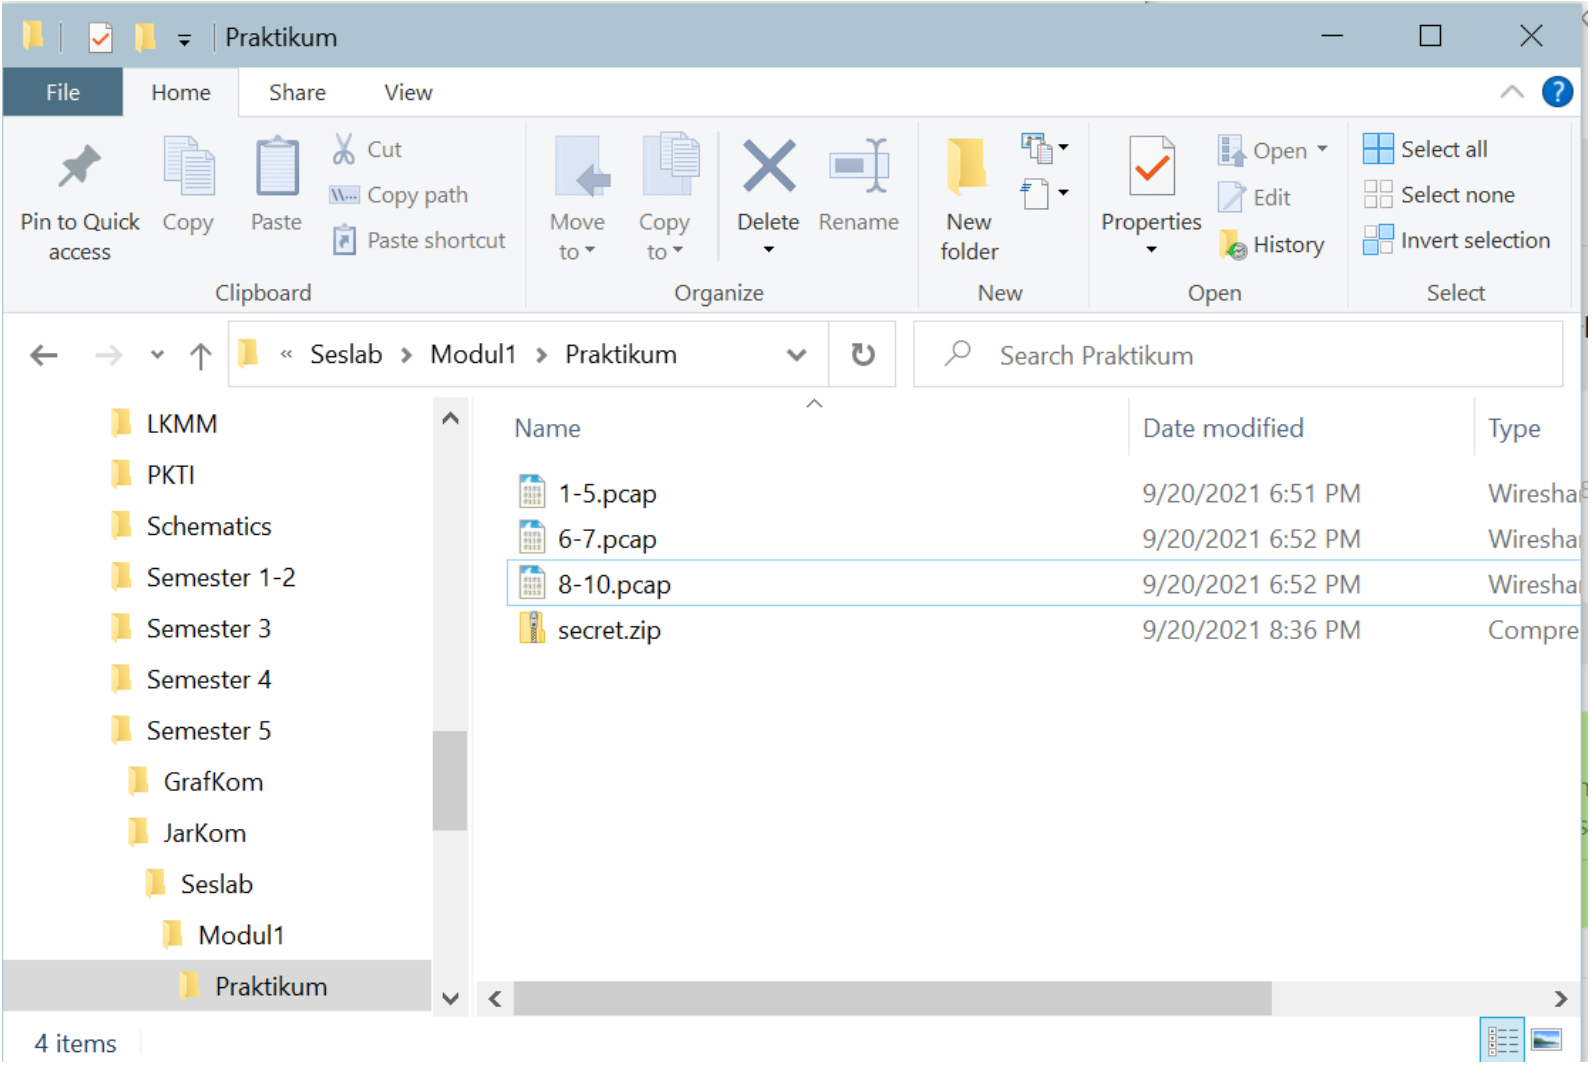 Praktikum
File Home Share View
Pin to Quick access
Copy
Paste
Cut
Copy path
Paste shortcut
Clipboard
Move to
Copy to
Delete
Rename
Organize
New folder
New
Properties
Open
Edit
History
Open
Select all
Select none
Invert selection
Select
« Seslab > Modul1 > Praktikum
Search Praktikum
LKMM
PKTI
Schematics
Semester 1-2
Semester 3
Semester 4
Semester 5
GrafKom
JarKom
Seslab
Modul1
Praktikum
Name Date modified Type
1-5.pcap 9/20/2021 6:51 PM Wiresha
6-7.pcap 9/20/2021 6:52 PM Wiresha
8-10.pcap 9/20/2021 6:52 PM Wiresha
secret.zip 9/20/2021 8:36 PM Compre
4 items